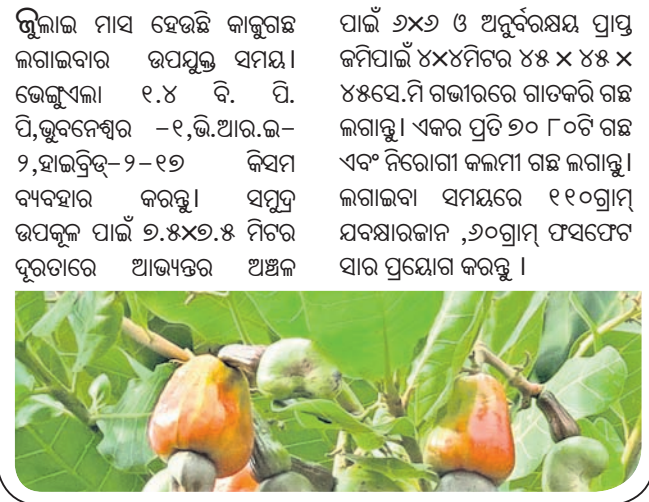 ଜୁଲାଇ ମାସ ହେଉଛି କାଜୁଗଛ
ଲଗାଇବାର ଉପଯୁକ୍ତ ସମୟ।
ଭେଙ୍ଗୁଏଲା ୧.୪ ବି. ପି.
ପି,ଭୁବନେଶ୍ୱର –୧,ଭି.ଆର.ଇ–
୨,ହାଇବ୍ରିଡ୍–୨–୧୭ କିସମ
ବ୍ୟବହାର କରନ୍ତୁ। ସମୁଦ୍ର
ଉପକୂଳ ପାଇଁ ୭.୫×୭.୫ ମିଟର
ଦୂରତାରେ ଆଭ୍ୟନ୍ତର ଅଞ୍ଚଳ
ପାଇଁ ୬×୬ ଓ ଅନୁର୍ବରକ୍ଷୟ ପ୍ରାପ୍ତ
ଜମିପାଇଁ ୪×୪ମିଟର ୪୫ × ୪୫ ×
୪୫ସେ.ମି ଗଭୀରରେ ଗାତକରି ଗଛ
ଲଗାନ୍ତୁ। ଏକର ପ୍ରତି ୭୦ ୮୦ଟି ଗଛ
ଏବଂ ନିରୋଗୀ କଲମୀ ଗଛ ଲଗାନ୍ତୁ।
ଲଗାଇବା ସମୟରେ ୧୧୦ଗ୍ରାମ୍
ଯବକ୍ଷାରଜାନ ,୬୦ଗ୍ରାମ୍ ଫସଫେଟ
ସାର ପ୍ରୟୋଗ କରନ୍ତୁ ।